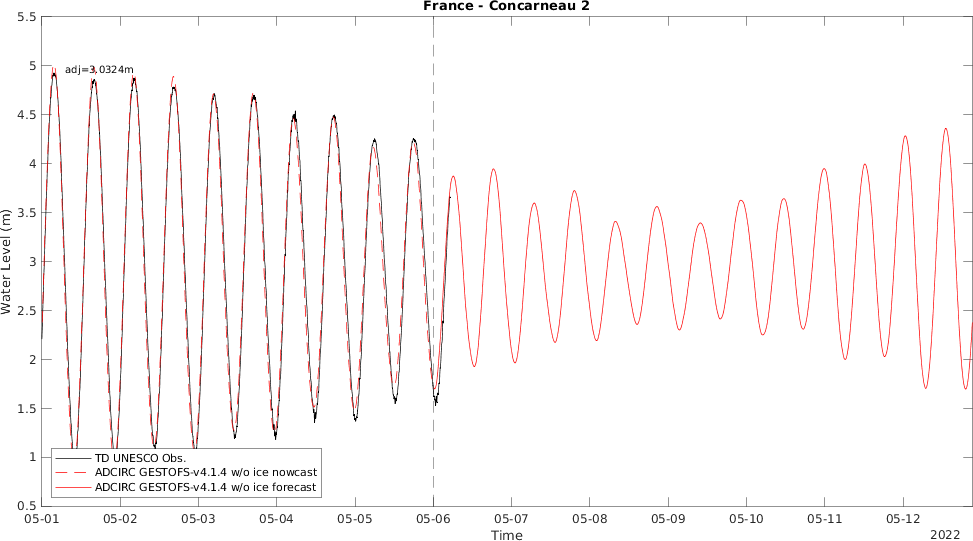 France - Concarneau 2
adj=3.0324m
5.5
5
4.5
4
3.5
3
2.5
2
1.5
1
0.5
Water Level (m)
TD UNESCO Obs.
ADCIRC GESTOFS-v4.1.4 w/o ice nowcast
ADCIRC GESTOFS-v4.1.4 w/o ice forecast
05-01 05-02 05-03 05-04 05-05 05-06 05-07 05-08 05-09 05-10 05-11 05-12
Time
2022